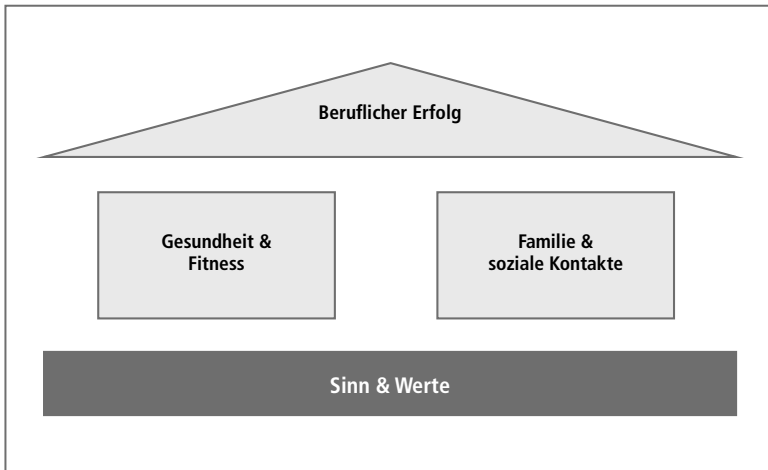 Beruflicher Erfolg
Gesundheit &
Fitness
Familie &
soziale Kontakte
Sinn & Werte